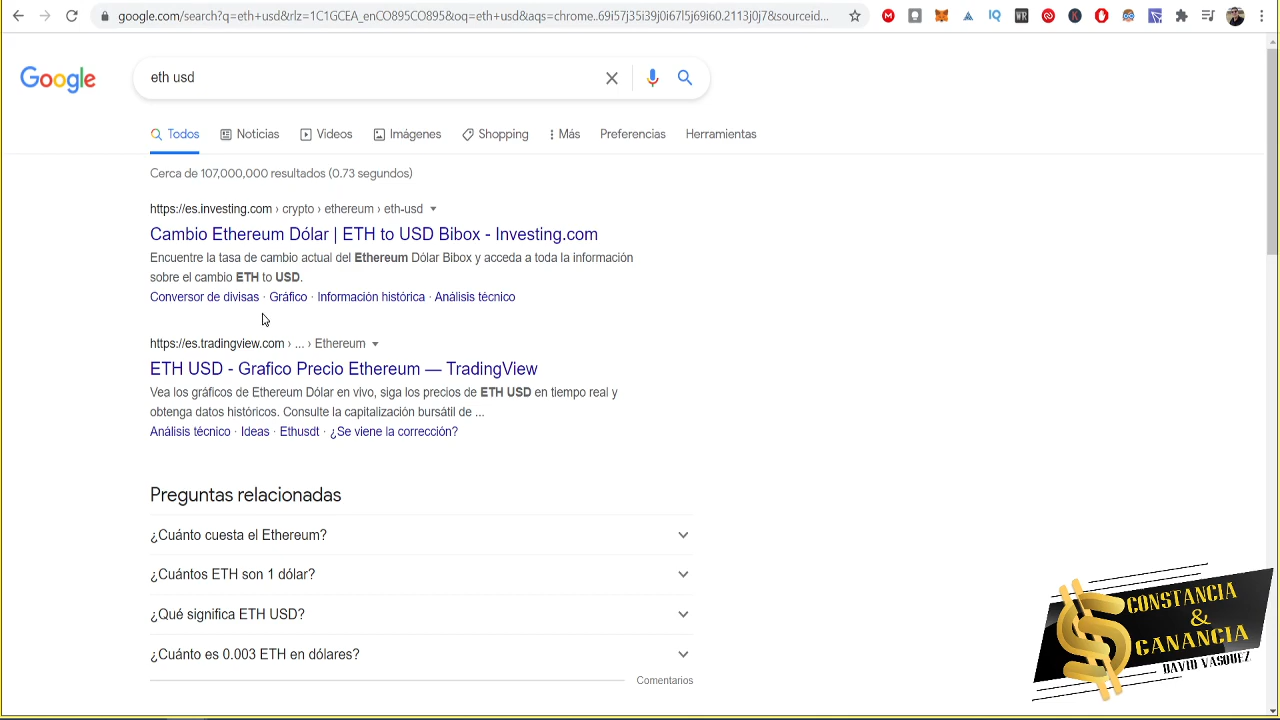 google.com/search?q=eth+usd&rlz=1C1GCEA_enCO895CO895&oq=eth+usd&aqs=chrome..69i57j35i39j0i67l5j69i60.2113j0j7&sourceid...
Google
eth usd
Todos Noticias Videos Imágenes Shopping Más Preferencias Herramientas
Cerca de 107,000,000 resultados (0.73 segundos)
https://es.investing.com › crypto › ethereum › eth-usd
Cambio Ethereum Dólar | ETH to USD Bibox - Investing.com
Encuentre la tasa de cambio actual del Ethereum Dólar Bibox y acceda a toda la información
sobre el cambio ETH to USD.
Conversor de divisas · Gráfico · Información histórica · Análisis técnico
https://es.tradingview.com › ... › Ethereum
ETH USD - Grafico Precio Ethereum — TradingView
Vea los gráficos de Ethereum Dólar en vivo, siga los precios de ETH USD en tiempo real y
obtenga datos históricos. Consulte la capitalización bursátil de ...
Análisis técnico · Ideas · Ethusdt · ¿Se viene la corrección?
Preguntas relacionadas
¿Cuánto cuesta el Ethereum?
¿Cuántos ETH son 1 dólar?
¿Qué significa ETH USD?
¿Cuánto es 0.003 ETH en dólares?
Comentarios
CONSTANCIA
&
GANANCIA
DAVID VASQUEZ